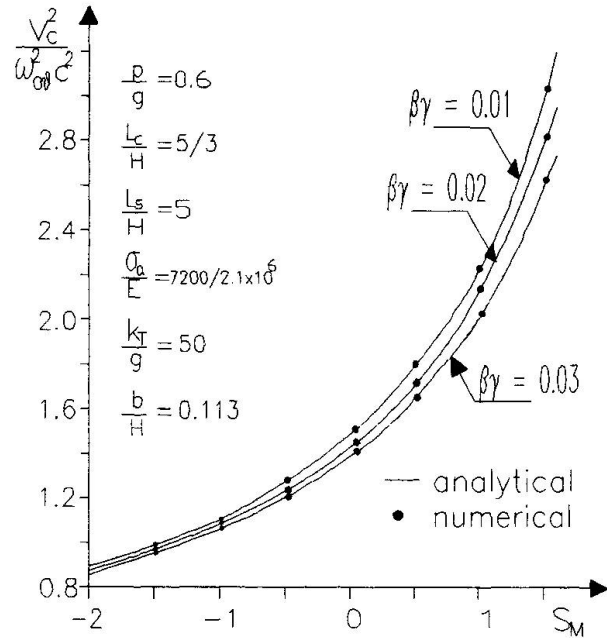 V_c^2 / ω_od^2 c^2
p/g = 0.6
L_c/H = 5/3
L_s/H = 5
σ_a/E = 7200/2.1x10^6
k_T/g = 50
b/H = 0.113
βγ = 0.01
βγ = 0.02
βγ = 0.03
— analytical
• numerical
2.8
2.4
2.0
1.6
1.2
0.8
-2 -1 0 1 S_M